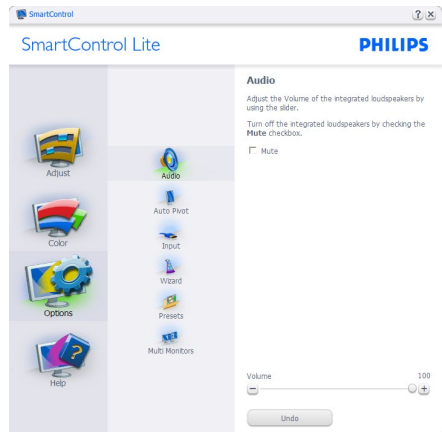 SmartControl
? x
SmartControl Lite
PHILIPS
Adjust
Color
Options
Help
Audio
Auto Pivot
Input
Wizard
Presets
Multi Monitors
Audio
Adjust the Volume of the integrated loudspeakers by
using the slider.
Turn off the integrated loudspeakers by checking the
Mute checkbox.
Mute
Volume 100
Undo